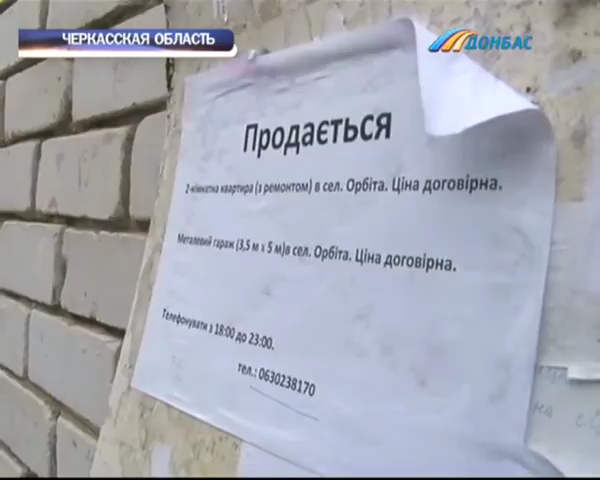 ЧЕРКАССКАЯ ОБЛАСТЬ
ДОНБАС
Продається
2-кімнатна квартира (з ремонтом) в сел. Орбіта. Ціна договірна.
Металевий гараж (3,5 м х 5 м)в сел. Орбіта. Ціна договірна.
Телефонувати з 18:00 до 23:00.
тел.: 0630238170